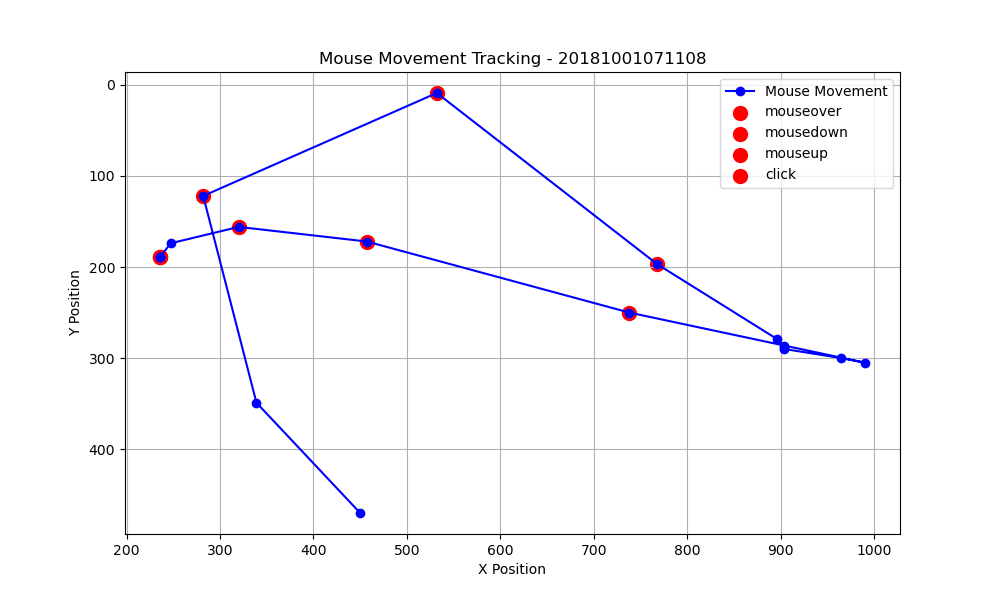 Mouse Movement Tracking - 20181001071108
Mouse Movement
mouseover
mousedown
mouseup
click
0
100
200
300
400
Y Position
200 300 400 500 600 700 800 900 1000
X Position